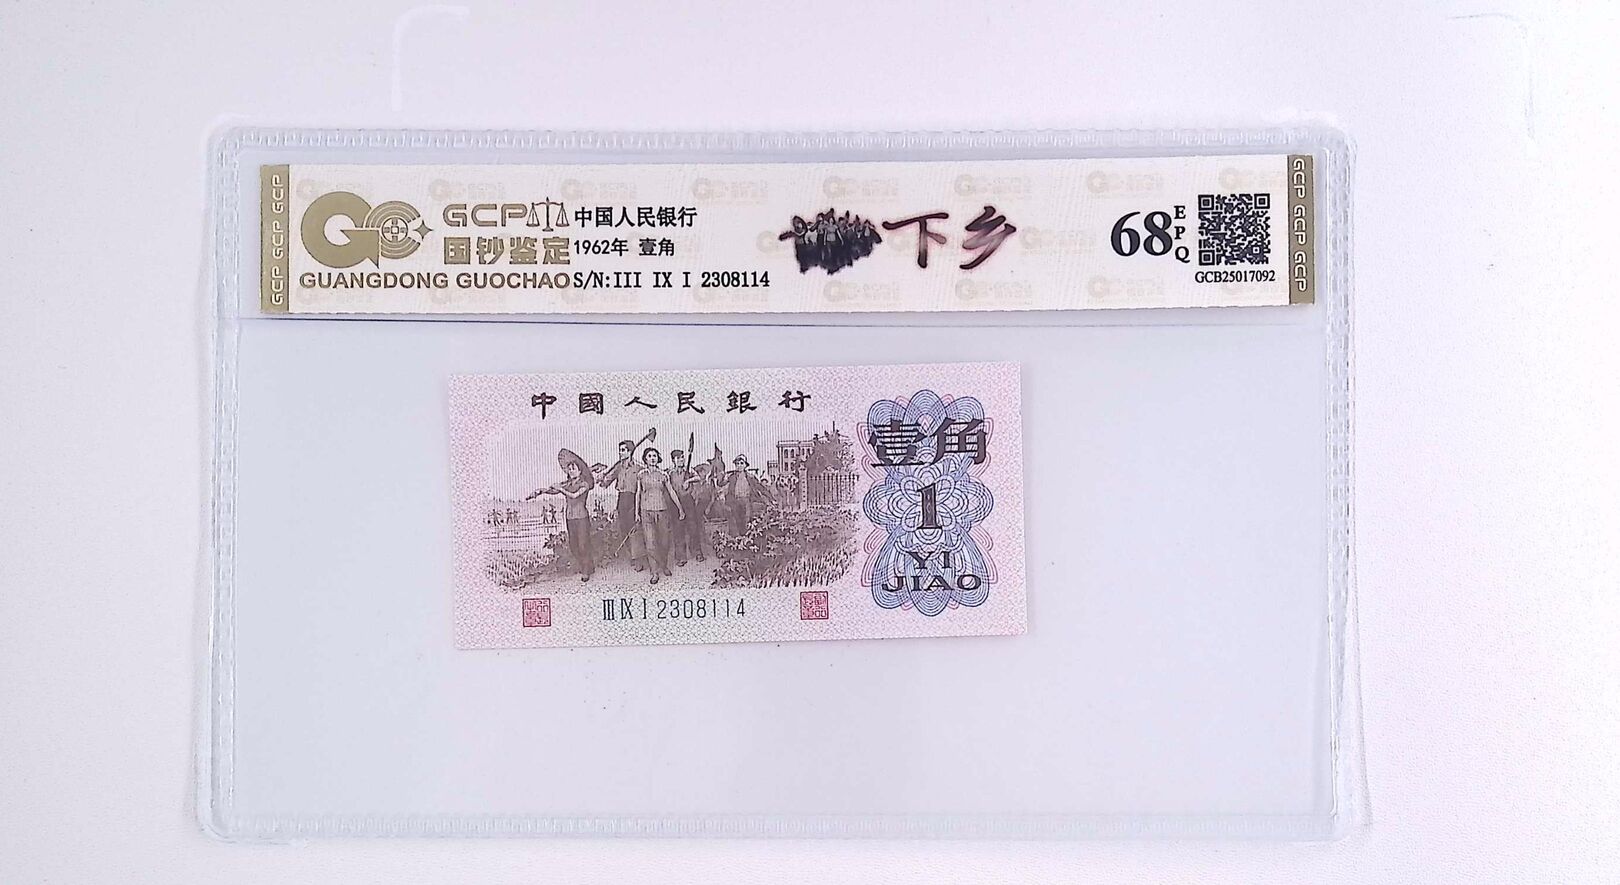 GCP GCP GCP
GCP
中国人民银行
国钞鉴定
1962年 壹角
GUANGDONG GUOCHAO
S/N:III IX I 2308114
下乡
68
EPQ
GCB25017092
GCP GCP GCP
中國人民銀行
壹角
1
YI
JIAO
ⅢⅨⅠ2308114